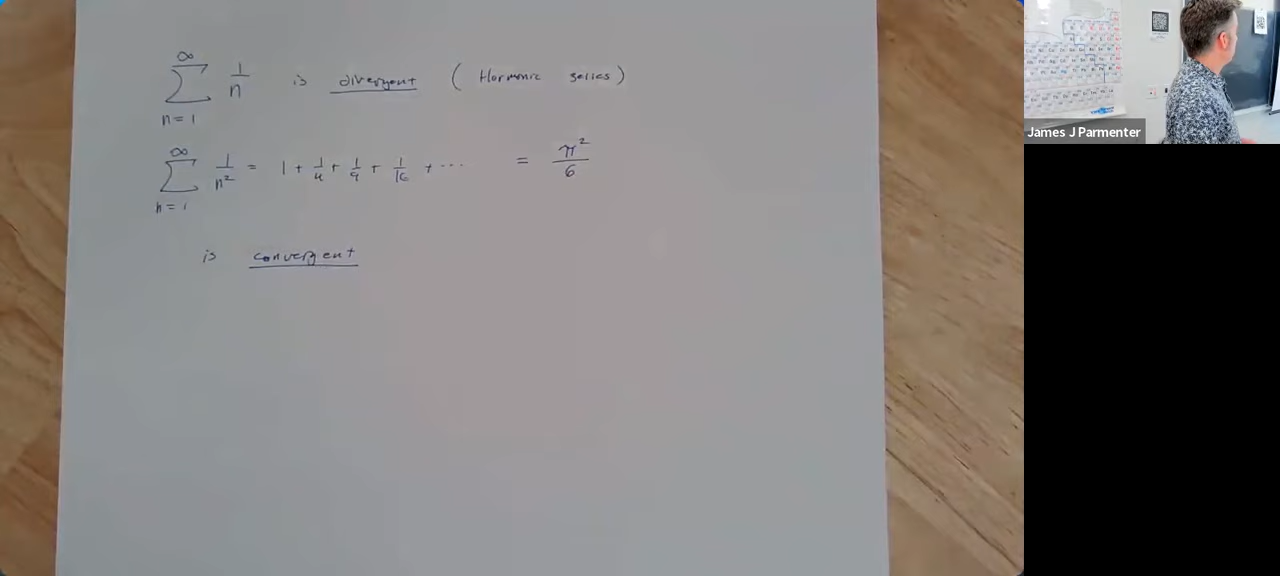 ∞
∑ 1/n is divergent ( Harmonic series )
n = 1
∞
∑ 1/n² = 1 + 1/4 + 1/9 + 1/16 + ⋯ = π²/6
n = 1
is convergent
James J Parmenter